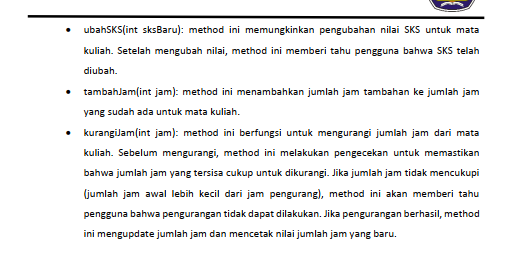 • ubahSKS(int sksBaru): method ini memungkinkan pengubahan nilai SKS untuk mata
kuliah. Setelah mengubah nilai, method ini memberi tahu pengguna bahwa SKS telah
diubah.
• tambahJam(int jam): method ini menambahkan jumlah jam tambahan ke jumlah jam
yang sudah ada untuk mata kuliah.
• kurangiJam(int jam): method ini berfungsi untuk mengurangi jumlah jam dari mata
kuliah. Sebelum mengurangi, method ini melakukan pengecekan untuk memastikan
bahwa jumlah jam yang tersisa cukup untuk dikurangi. Jika jumlah jam tidak mencukupi
(jumlah jam awal lebih kecil dari jam pengurang), method ini akan memberi tahu
pengguna bahwa pengurangan tidak dapat dilakukan. Jika pengurangan berhasil, method
ini mengupdate jumlah jam dan mencetak nilai jumlah jam yang baru.